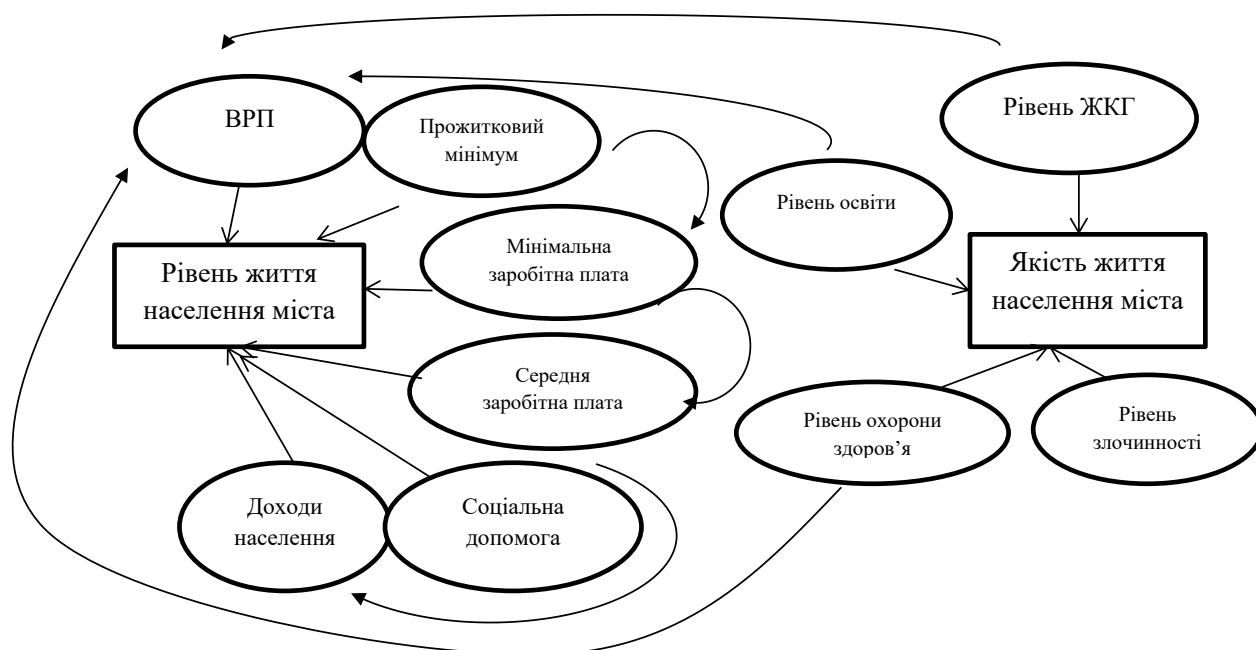 ВРП
Прожитковий
мінімум
Рівень ЖКГ
Рівень освіти
Мінімальна
заробітна плата
Рівень життя
населення міста
Якість життя
населення міста
Середня
заробітна плата
Рівень охорони
здоров’я
Рівень
злочинності
Доходи
населення
Соціальна
допомога